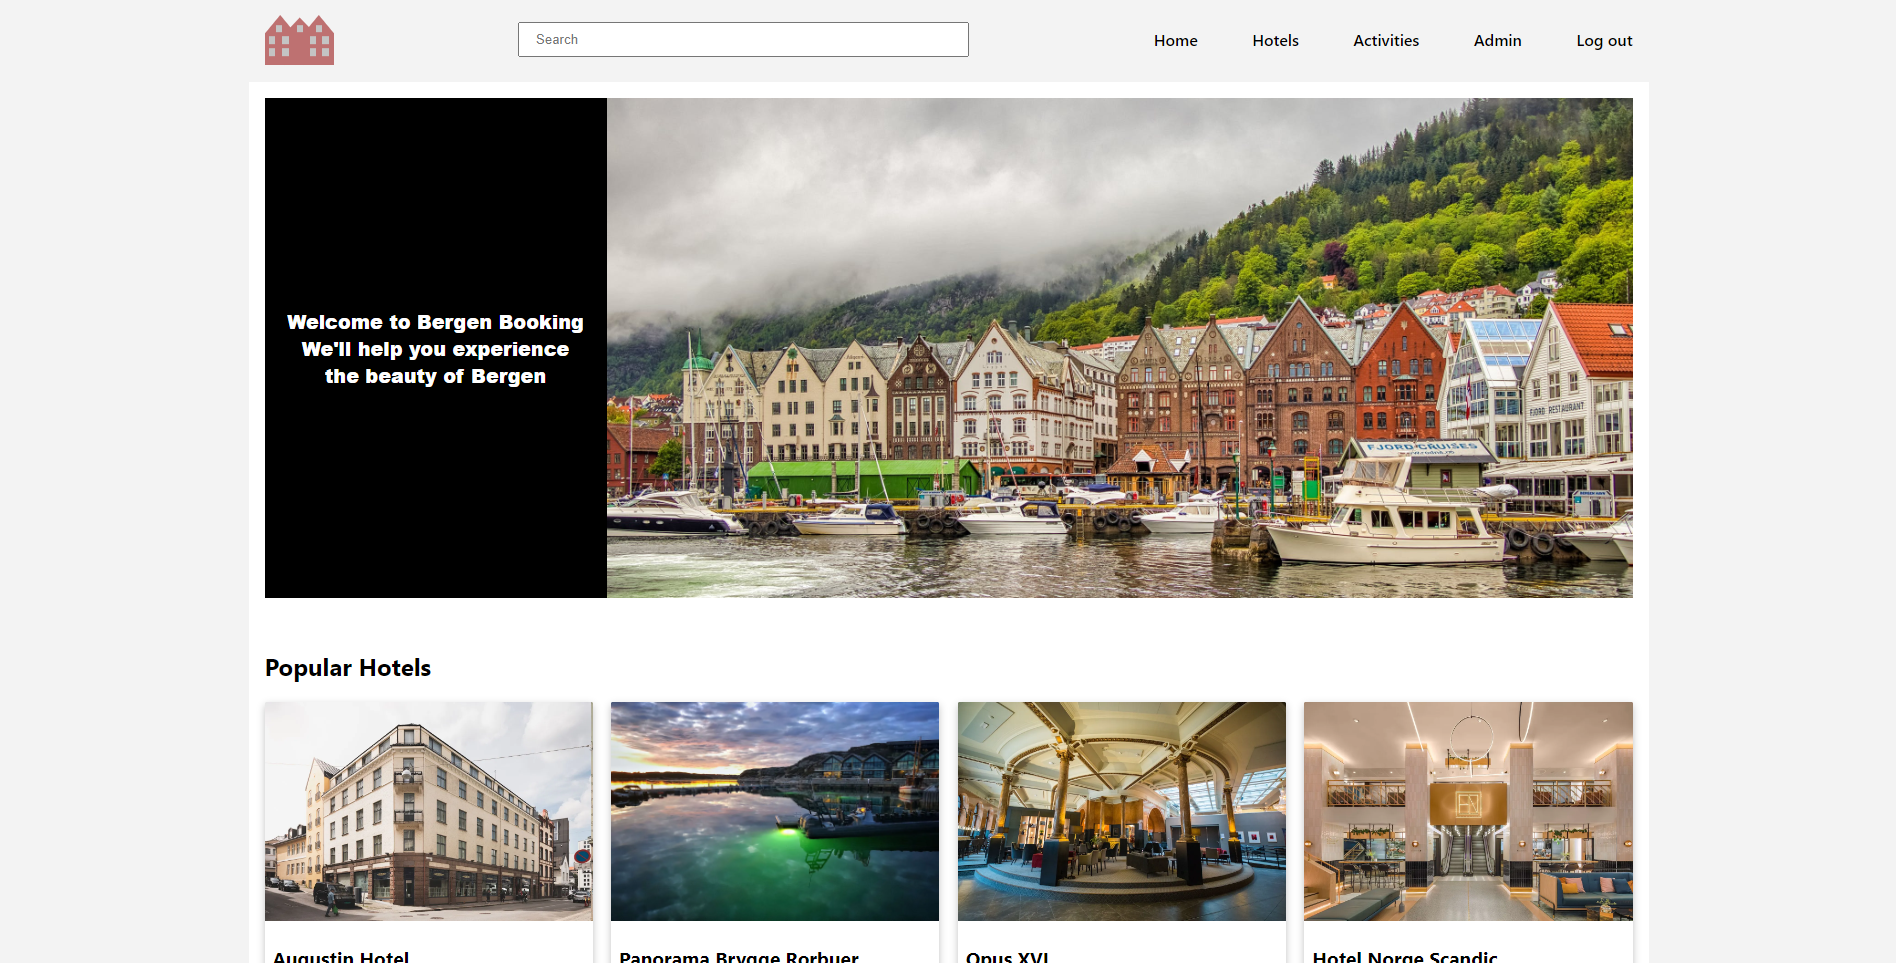 Search
Home
Hotels
Activities
Admin
Log out
Welcome to Bergen Booking
We'll help you experience
the beauty of Bergen
FJORD RESTAURANT
FJORD CRUISES
Popular Hotels
Augustin Hotel
Panorama Brygge Rorbuer
Opus XVI
Hotel Norge Scandic